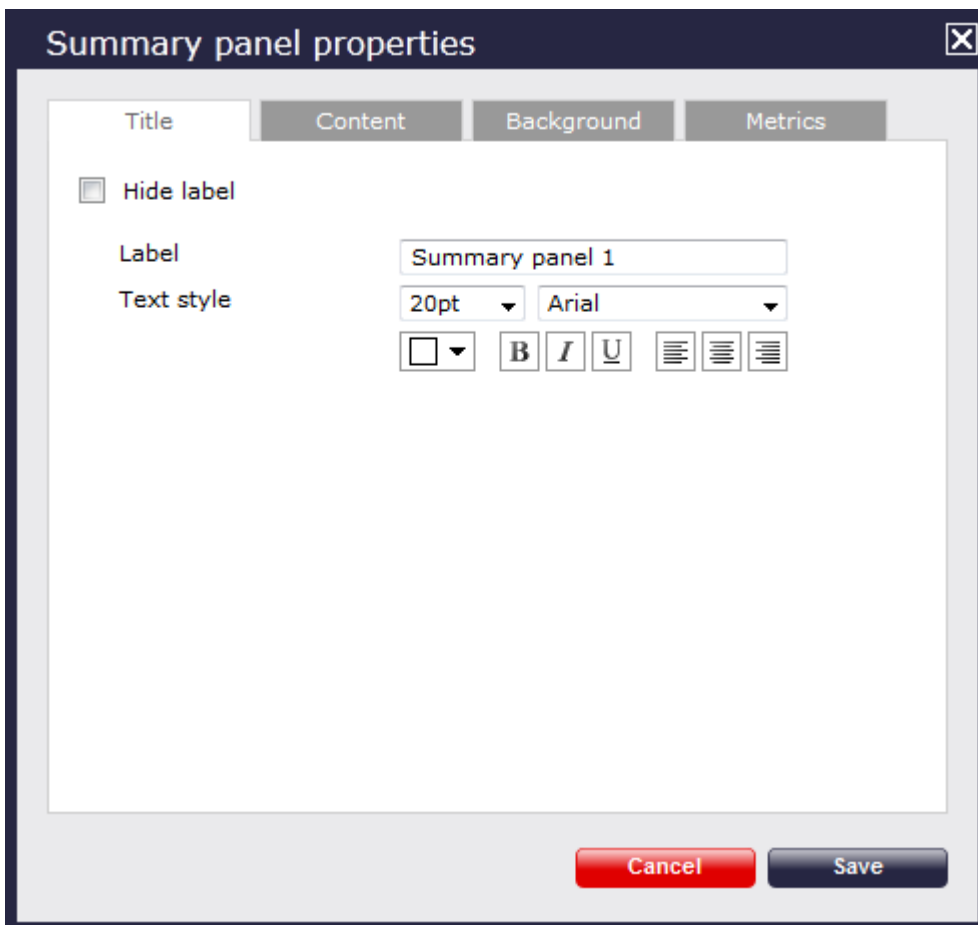 Summary panel properties
Title Content Background Metrics
Hide label
Label Summary panel 1
Text style 20pt Arial
B I U
Cancel Save